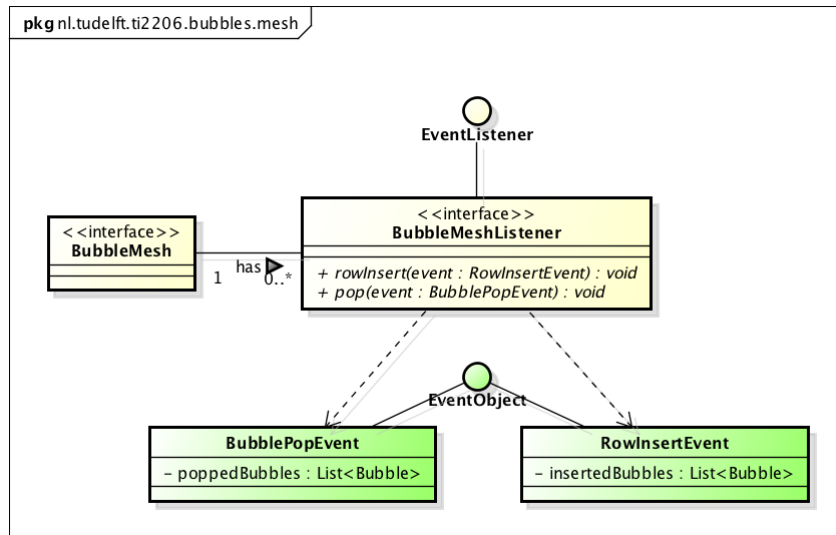 pkg nl.tudelft.ti2206.bubbles.mesh
EventListener
<<interface>>
BubbleMesh
1
has
0..*
<<interface>>
BubbleMeshListener
+ rowInsert(event : RowInsertEvent) : void
+ pop(event : BubblePopEvent) : void
EventObject
BubblePopEvent
- poppedBubbles : List<Bubble>
RowInsertEvent
- insertedBubbles : List<Bubble>